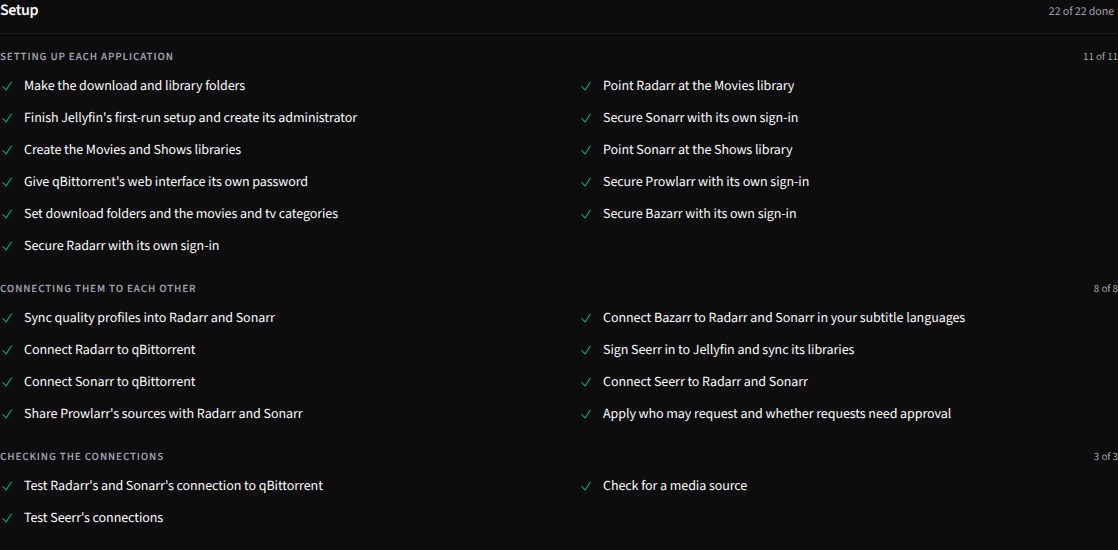 Setup
22 of 22 done
SETTING UP EACH APPLICATION
11 of 11
Make the download and library folders
Finish Jellyfin's first-run setup and create its administrator
Create the Movies and Shows libraries
Give qBittorrent's web interface its own password
Set download folders and the movies and tv categories
Secure Radarr with its own sign-in
Point Radarr at the Movies library
Secure Sonarr with its own sign-in
Point Sonarr at the Shows library
Secure Prowlarr with its own sign-in
Secure Bazarr with its own sign-in
CONNECTING THEM TO EACH OTHER
8 of 8
Sync quality profiles into Radarr and Sonarr
Connect Radarr to qBittorrent
Connect Sonarr to qBittorrent
Share Prowlarr's sources with Radarr and Sonarr
Connect Bazarr to Radarr and Sonarr in your subtitle languages
Sign Seerr in to Jellyfin and sync its libraries
Connect Seerr to Radarr and Sonarr
Apply who may request and whether requests need approval
CHECKING THE CONNECTIONS
3 of 3
Test Radarr's and Sonarr's connection to qBittorrent
Test Seerr's connections
Check for a media source